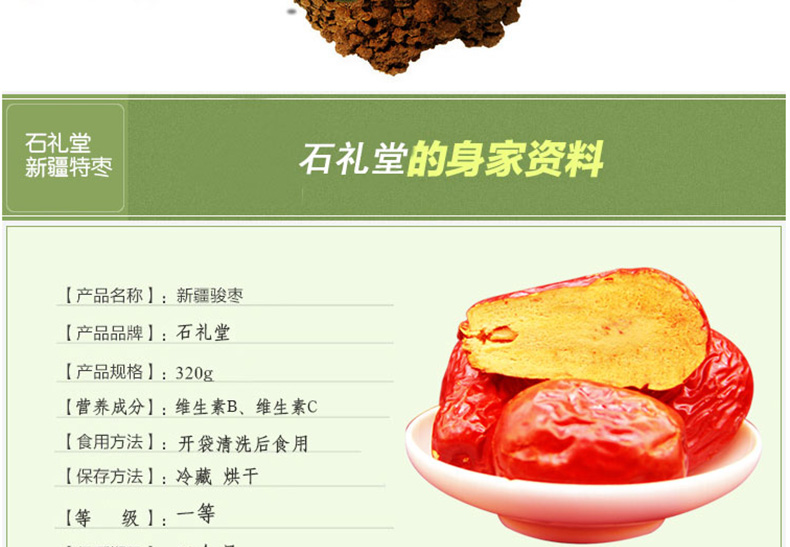 石礼堂
新疆特枣
石礼堂的身家资料
【产品名称】：新疆骏枣
【产品品牌】：石礼堂
【产品规格】：320g
【营养成分】：维生素B、维生素C
【食用方法】：开袋清洗后食用
【保存方法】：冷藏 烘干
【等 级】：一等